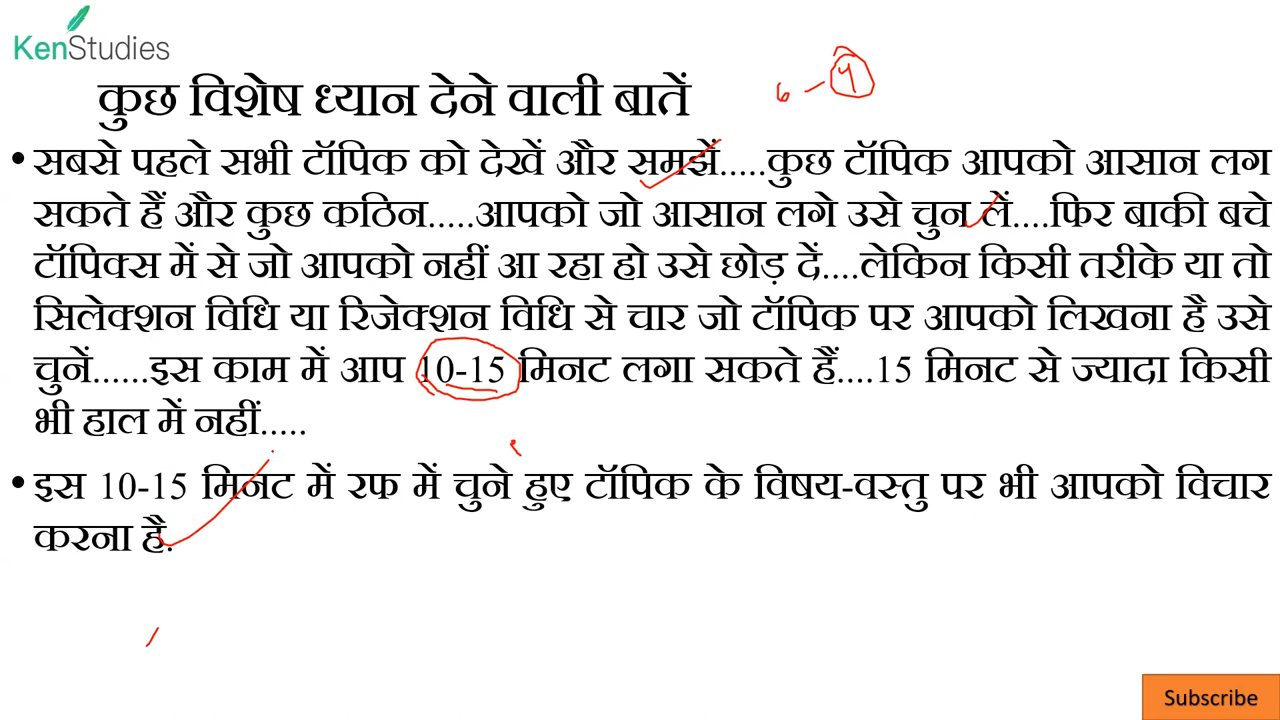 KenStudies
6 – 4
कुछ विशेष ध्यान देने वाली बातें
• सबसे पहले सभी टॉपिक को देखें और समझें.....कुछ टॉपिक आपको आसान लग
सकते हैं और कुछ कठिन.....आपको जो आसान लगे उसे चुन लें....फिर बाकी बचे
टॉपिक्स में से जो आपको नहीं आ रहा हो उसे छोड़ दें....लेकिन किसी तरीके या तो
सिलेक्शन विधि या रिजेक्शन विधि से चार जो टॉपिक पर आपको लिखना है उसे
चुनें......इस काम में आप 10-15 मिनट लगा सकते हैं....15 मिनट से ज्यादा किसी
भी हाल में नहीं.....
• इस 10-15 मिनट में रफ में चुने हुए टॉपिक के विषय-वस्तु पर भी आपको विचार
करना है.
Subscribe